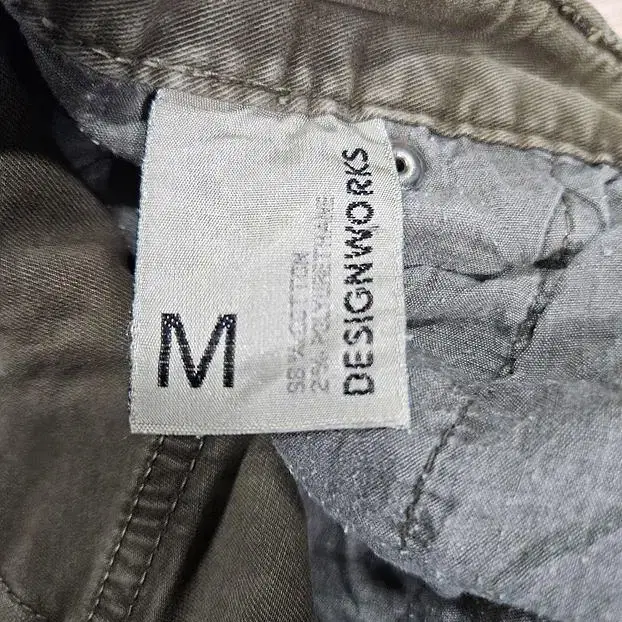 M
98% COTTON
2% POLYURETHANE
DESIGNWORKS